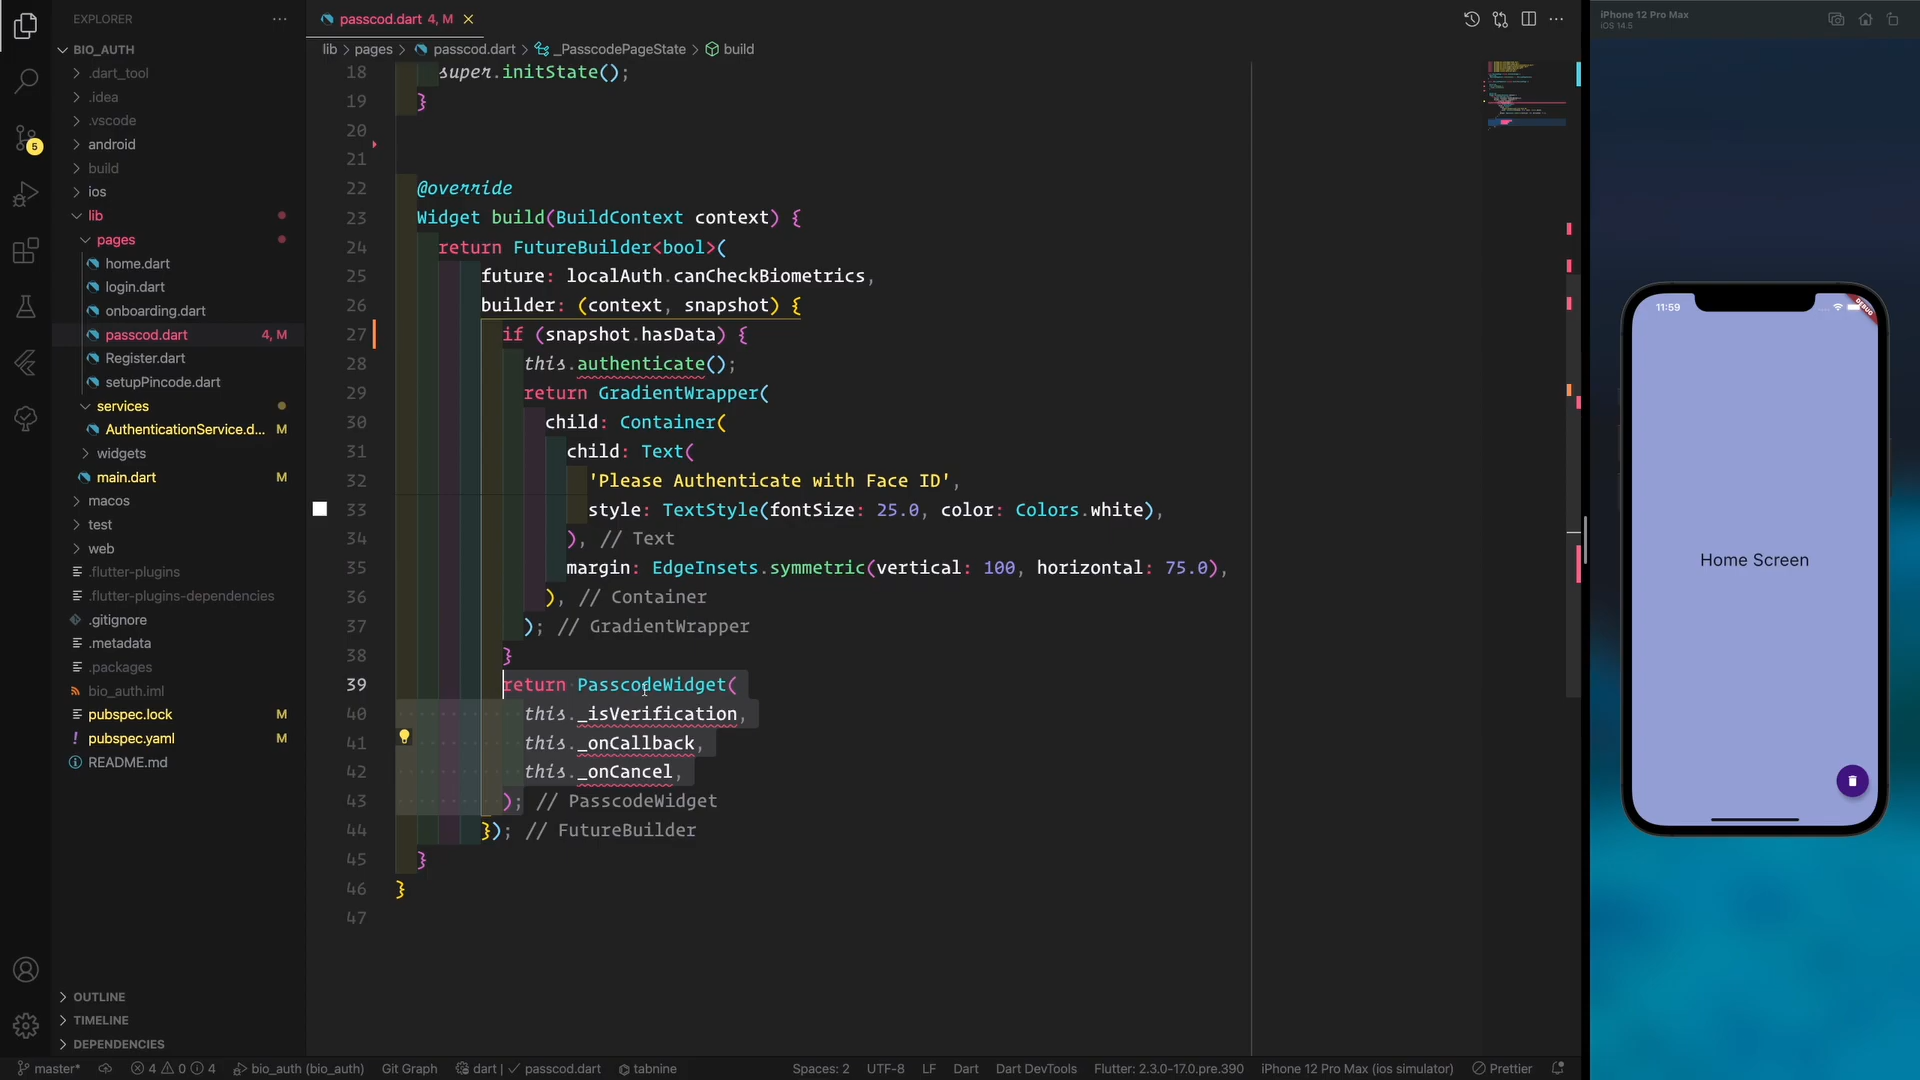 EXPLORER
passcod.dart 4, M
iPhone 12 Pro Max
iOS 14.5
BIO_AUTH
lib > pages > passcod.dart > _PasscodePageState > build
.dart_tool
.idea
.vscode
android
build
ios
lib
pages
home.dart
login.dart
onboarding.dart
passcod.dart 4, M
Register.dart
setupPincode.dart
services
AuthenticationService.d... M
widgets
main.dart M
macos
test
web
.flutter-plugins
.flutter-plugins-dependencies
.gitignore
.metadata
.packages
bio_auth.iml
pubspec.lock M
pubspec.yaml M
README.md
OUTLINE
TIMELINE
DEPENDENCIES
5
18 super.initState();
19 }
20
21
22 @override
23 Widget build(BuildContext context) {
24 return FutureBuilder<bool>(
25 future: localAuth.canCheckBiometrics,
26 builder: (context, snapshot) {
27 if (snapshot.hasData) {
28 this.authenticate();
29 return GradientWrapper(
30 child: Container(
31 child: Text(
32 'Please Authenticate with Face ID',
33 style: TextStyle(fontSize: 25.0, color: Colors.white),
34 ), // Text
35 margin: EdgeInsets.symmetric(vertical: 100, horizontal: 75.0),
36 ), // Container
37 ); // GradientWrapper
38 }
39 return PasscodeWidget(
40 this._isVerification,
41 this._onCallback,
42 this._onCancel,
43 ); // PasscodeWidget
44 }); // FutureBuilder
45 }
46 }
47
11:59
DEBUG
Home Screen
master* 4 0 4 bio_auth (bio_auth) Git Graph dart | passcod.dart tabnine Spaces: 2 UTF-8 LF Dart Dart DevTools Flutter: 2.3.0-17.0.pre.390 iPhone 12 Pro Max (ios simulator) Prettier